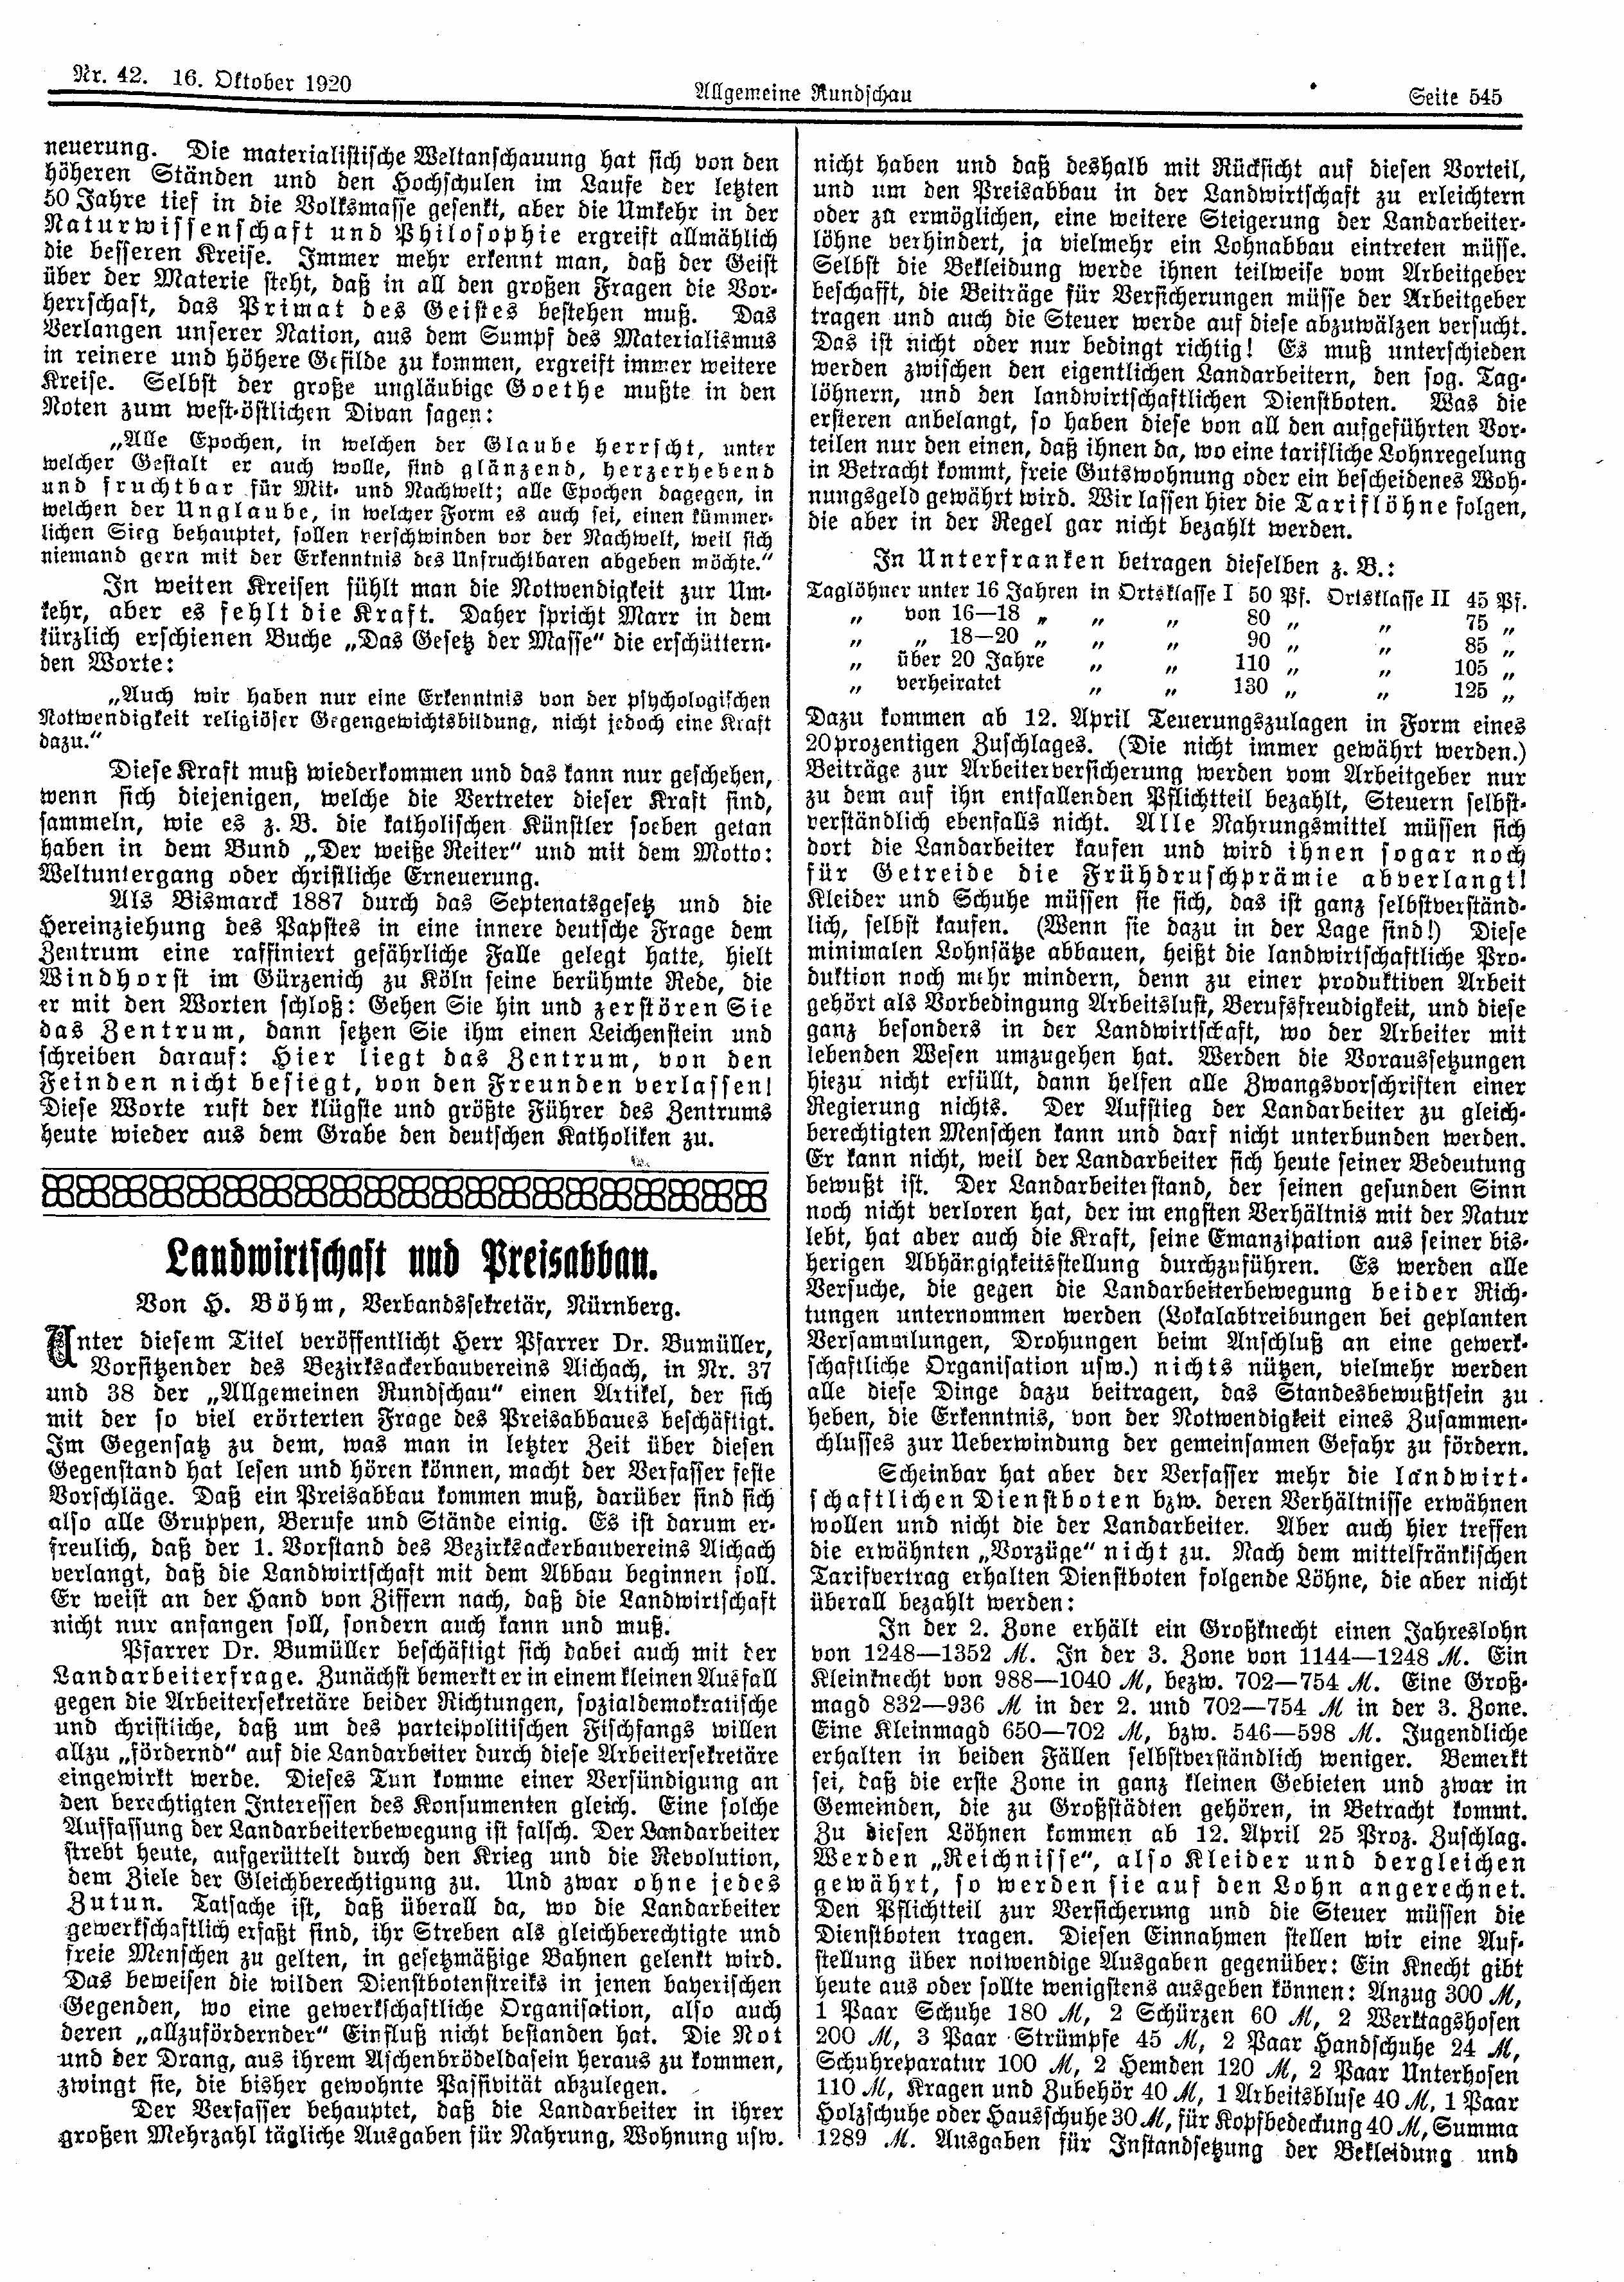 Nr. 42. 16. Oktober 1920
Allgemeine Rundschau
Seite 545
neuerung. Die materialistische Weltanschauung hat sich von den
höheren Ständen und den Hochschulen im Laufe der letzten
50 Jahre tief in die Volksmasse gesenkt, aber die Umkehr in der
Naturwissenschaft und Philosophie ergreift allmählich
die besseren Kreise. Immer mehr erkennt man, daß der Geist
über der Materie steht, daß in all den großen Fragen die Vor-
herrschaft, das Primat des Geistes bestehen muß. Das
Verlangen unserer Nation, aus dem Sumpf des Materialismus
in reinere und höhere Gefilde zu kommen, ergreift immer weitere
Kreise. Selbst der große ungläubige Goethe mußte in den
Noten zum west-östlichen Divan sagen:
„Alle Epochen, in welchen der Glaube herrscht, unter
welcher Gestalt er auch wolle, sind glänzend, herzerhebend
und fruchtbar für Mit- und Nachwelt; alle Epochen dagegen, in
welchen der Unglaube, in welcher Form es auch sei, einen kümmer-
lichen Sieg behauptet, sollen verschwinden vor der Nachwelt, weil sich
niemand gern mit der Erkenntnis des Unfruchtbaren abgeben möchte.“
In weiten Kreisen fühlt man die Notwendigkeit zur Um-
kehr, aber es fehlt die Kraft. Daher spricht Marr in dem
kürzlich erschienen Buche „Das Gesetz der Masse“ die erschüttern-
den Worte:
„Auch wir haben nur eine Erkenntnis von der psychologischen
Notwendigkeit religiöser Gegengewichtsbildung, nicht jedoch eine Kraft
dazu.“
Diese Kraft muß wiederkommen und das kann nur geschehen,
wenn sich diejenigen, welche die Vertreter dieser Kraft sind,
sammeln, wie es z. B. die katholischen Künstler soeben getan
haben in dem Bund „Der weiße Reiter“ und mit dem Motto:
Weltuntergang oder christliche Erneuerung.
Als Bismarck 1887 durch das Septenatsgesetz und die
Hereinziehung des Papstes in eine innere deutsche Frage dem
Zentrum eine raffiniert gefährliche Falle gelegt hatte, hielt
Windhorst im Gürzenich zu Köln seine berühmte Rede, die
er mit den Worten schloß: Gehen Sie hin und zerstören Sie
das Zentrum, dann setzen Sie ihm einen Leichenstein und
schreiben darauf: Hier liegt das Zentrum, von den
Feinden nicht besiegt, von den Freunden verlassen!
Diese Worte ruft der klügste und größte Führer des Zentrums
heute wieder aus dem Grabe den deutschen Katholiken zu.
Landwirtschaft und Preisabbau.
Von H. Böhm, Verbandssekretär, Nürnberg.
Unter diesem Titel veröffentlicht Herr Pfarrer Dr. Bumüller,
Vorsitzender des Bezirksackerbauvereins Aichach, in Nr. 37
und 38 der „Allgemeinen Rundschau“ einen Artikel, der sich
mit der so viel erörterten Frage des Preisabbaues beschäftigt.
Im Gegensatz zu dem, was man in letzter Zeit über diesen
Gegenstand hat lesen und hören können, macht der Verfasser feste
Vorschläge. Daß ein Preisabbau kommen muß, darüber sind sich
also alle Gruppen, Berufe und Stände einig. Es ist darum er-
freulich, daß der 1. Vorstand des Bezirksackerbauvereins Aichach
verlangt, daß die Landwirtschaft mit dem Abbau beginnen soll.
Er weist an der Hand von Ziffern nach, daß die Landwirtschaft
nicht nur anfangen soll, sondern auch kann und muß.
Pfarrer Dr. Bumüller beschäftigt sich dabei auch mit der
Landarbeiterfrage. Zunächst bemerkt er in einem kleinen Ausfall
gegen die Arbeitersekretäre beider Richtungen, sozialdemokratische
und christliche, daß um des parteipolitischen Fischfangs willen
allzu „fördernd“ auf die Landarbeiter durch diese Arbeitersekretäre
eingewirkt werde. Dieses Tun komme einer Versündigung an
den berechtigten Interessen des Konsumenten gleich. Eine solche
Auffassung der Landarbeiterbewegung ist falsch. Der Landarbeiter
strebt heute, aufgerüttelt durch den Krieg und die Revolution,
dem Ziele der Gleichberechtigung zu. Und zwar ohne jedes
Zutun. Tatsache ist, daß überall da, wo die Landarbeiter
gewerkschaftlich erfaßt sind, ihr Streben als gleichberechtigte und
freie Menschen zu gelten, in gesetzmäßige Bahnen gelenkt wird.
Das beweisen die wilden Dienstbotenstreiks in jenen bayerischen
Gegenden, wo eine gewerkschaftliche Organisation, also auch
deren „allzufördernder“ Einfluß nicht bestanden hat. Die Not
und der Drang, aus ihrem Aschenbrödeldasein heraus zu kommen,
zwingt sie, die bisher gewohnte Passivität abzulegen.
Der Verfasser behauptet, daß die Landarbeiter in ihrer
großen Mehrzahl tägliche Ausgaben für Nahrung, Wohnung usw.
nicht haben und daß deshalb mit Rücksicht auf diesen Vorteil,
und um den Preisabbau in der Landwirtschaft zu erleichtern
oder zu ermöglichen, eine weitere Steigerung der Landarbeiter-
löhne verhindert, ja vielmehr ein Lohnabbau eintreten müsse.
Selbst die Bekleidung werde ihnen teilweise vom Arbeitgeber
beschafft, die Beiträge für Versicherungen müsse der Arbeitgeber
tragen und auch die Steuer werde auf diese abzuwälzen versucht.
Das ist nicht oder nur bedingt richtig! Es muß unterschieden
werden zwischen den eigentlichen Landarbeitern, den sog. Tag-
löhnern, und den landwirtschaftlichen Dienstboten. Was die
ersteren anbelangt, so haben diese von all den aufgeführten Vor-
teilen nur den einen, daß ihnen da, wo eine tarifliche Lohnregelung
in Betracht kommt, freie Gutswohnung oder ein bescheidenes Woh-
nungsgeld gewährt wird. Wir lassen hier die Tariflöhne folgen,
die aber in der Regel gar nicht bezahlt werden.
In Unterfranken betragen dieselben z. B.:
Taglöhner unter 16 Jahren in Ortsklasse I 50 Pf. Ortsklasse II 45 Pf.
„ von 16—18 „ „ „ 80 „ „ 75 „
„ „ 18—20 „ „ „ 90 „ „ 85 „
„ über 20 Jahre „ „ 110 „ „ 105 „
„ verheiratet „ „ 130 „ „ 125 „
Dazu kommen ab 12. April Teuerungszulagen in Form eines
20prozentigen Zuschlages. (Die nicht immer gewährt werden.)
Beiträge zur Arbeiterversicherung werden vom Arbeitgeber nur
zu dem auf ihn entfallenden Pflichtteil bezahlt, Steuern selbst-
verständlich ebenfalls nicht. Alle Nahrungsmittel müssen sich
dort die Landarbeiter kaufen und wird ihnen sogar noch
für Getreide die Frühdruschprämie abverlangt!
Kleider und Schuhe müssen sie sich, das ist ganz selbstverständ-
lich, selbst kaufen. (Wenn sie dazu in der Lage sind!) Diese
minimalen Lohnsätze abbauen, heißt die landwirtschaftliche Pro-
duktion noch mehr mindern, denn zu einer produktiven Arbeit
gehört als Vorbedingung Arbeitslust, Berufsfreudigkeit, und diese
ganz besonders in der Landwirtschaft, wo der Arbeiter mit
lebenden Wesen umzugehen hat. Werden die Voraussetzungen
hiezu nicht erfüllt, dann helfen alle Zwangsvorschriften einer
Regierung nichts. Der Aufstieg der Landarbeiter zu gleich-
berechtigten Menschen kann und darf nicht unterbunden werden.
Er kann nicht, weil der Landarbeiter sich heute seiner Bedeutung
bewußt ist. Der Landarbeiterstand, der seinen gesunden Sinn
noch nicht verloren hat, der im engsten Verhältnis mit der Natur
lebt, hat aber auch die Kraft, seine Emanzipation aus seiner bis-
herigen Abhängigkeitsstellung durchzuführen. Es werden alle
Versuche, die gegen die Landarbeiterbewegung beider Rich-
tungen unternommen werden (Lokalabtreibungen bei geplanten
Versammlungen, Drohungen beim Anschluß an eine gewerk-
schaftliche Organisation usw.) nichts nützen, vielmehr werden
alle diese Dinge dazu beitragen, das Standesbewußtsein zu
heben, die Erkenntnis, von der Notwendigkeit eines Zusammen-
schlusses zur Ueberwindung der gemeinsamen Gefahr zu fördern.
Scheinbar hat aber der Verfasser mehr die landwirt-
schaftlichen Dienstboten bzw. deren Verhältnisse erwähnen
wollen und nicht die der Landarbeiter. Aber auch hier treffen
die erwähnten „Vorzüge“ nicht zu. Nach dem mittelfränkischen
Tarifvertrag erhalten Dienstboten folgende Löhne, die aber nicht
überall bezahlt werden:
In der 2. Zone erhält ein Großknecht einen Jahreslohn
von 1248—1352 M. In der 3. Zone von 1144—1248 M. Ein
Kleinknecht von 988—1040 M, bezw. 702—754 M. Eine Groß-
magd 832—936 M in der 2. und 702—754 M in der 3. Zone.
Eine Kleinmagd 650—702 M, bzw. 546—598 M. Jugendliche
erhalten in beiden Fällen selbstverständlich weniger. Bemerkt
sei, daß die erste Zone in ganz kleinen Gebieten und zwar in
Gemeinden, die zu Großstädten gehören, in Betracht kommt.
Zu diesen Löhnen kommen ab 12. April 25 Proz. Zuschlag.
Werden „Reichnisse“, also Kleider und dergleichen
gewährt, so werden sie auf den Lohn angerechnet.
Den Pflichtteil zur Versicherung und die Steuer müssen die
Dienstboten tragen. Diesen Einnahmen stellen wir eine Auf-
stellung über notwendige Ausgaben gegenüber: Ein Knecht gibt
heute aus oder sollte wenigstens ausgeben können: Anzug 300 M,
1 Paar Schuhe 180 M, 2 Schürzen 60 M, 2 Werktagshosen
200 M, 3 Paar Strümpfe 45 M, 2 Paar Handschuhe 24 M,
Schuhreparatur 100 M, 2 Hemden 120 M, 2 Paar Unterhosen
110 M, Kragen und Zubehör 40 M, 1 Arbeitsbluse 40 M, 1 Paar
Holzschuhe oder Hausschuhe 30 M, für Kopfbedeckung 40 M, Summa
1289 M. Ausgaben für Instandsetzung der Bekleidung und